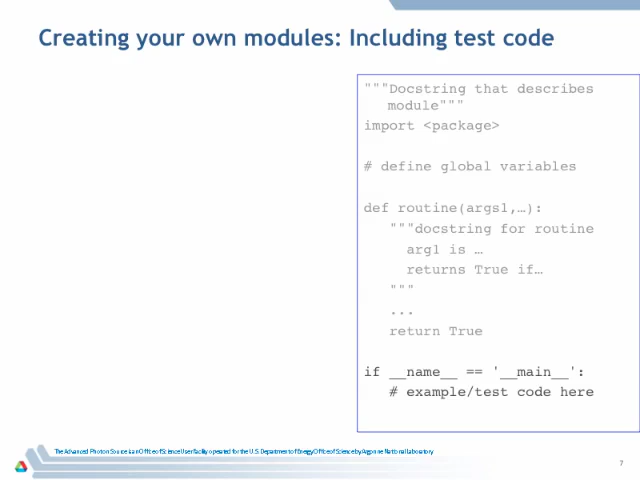 Creating your own modules: Including test code
"""Docstring that describes
module"""
import <package>
# define global variables
def routine(args1,…):
"""docstring for routine
arg1 is …
returns True if…
"""
...
return True
if __name__ == '__main__':
# example/test code here
The Advanced Photon Source is an Office of Science User Facility operated for the U.S. Department of Energy Office of Science by Argonne National Laboratory
7